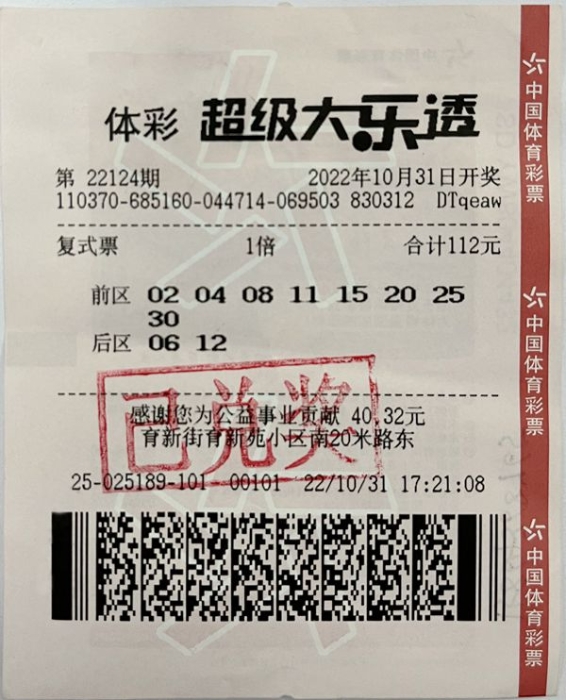 体彩 超级大乐透
第 22124期 2022年10月31日开奖
110370-685160-044714-069503 830312 DTqeaw
复式票 1倍 合计112元
前区 02 04 08 11 15 20 25
30
后区 06 12
已兑奖
感谢您为公益事业贡献 40.32元
育新街育新苑小区南20米路东
25-025189-101 00101 22/10/31 17:21:08
中国体育彩票
中国体育彩票
中国体育彩票